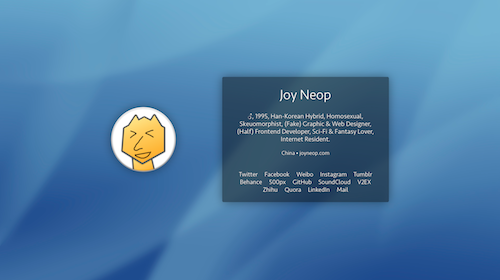 Joy Neop
♂, 1995, Han-Korean Hybrid, Homosexual,
Skeuomorphist, (Fake) Graphic & Web Designer,
(Half) Frontend Developer, Sci-Fi & Fantasy Lover,
Internet Resident.
China • joyneop.com
Twitter Facebook Weibo Instagram Tumblr
Behance 500px GitHub SoundCloud V2EX
Zhihu Quora LinkedIn Mail